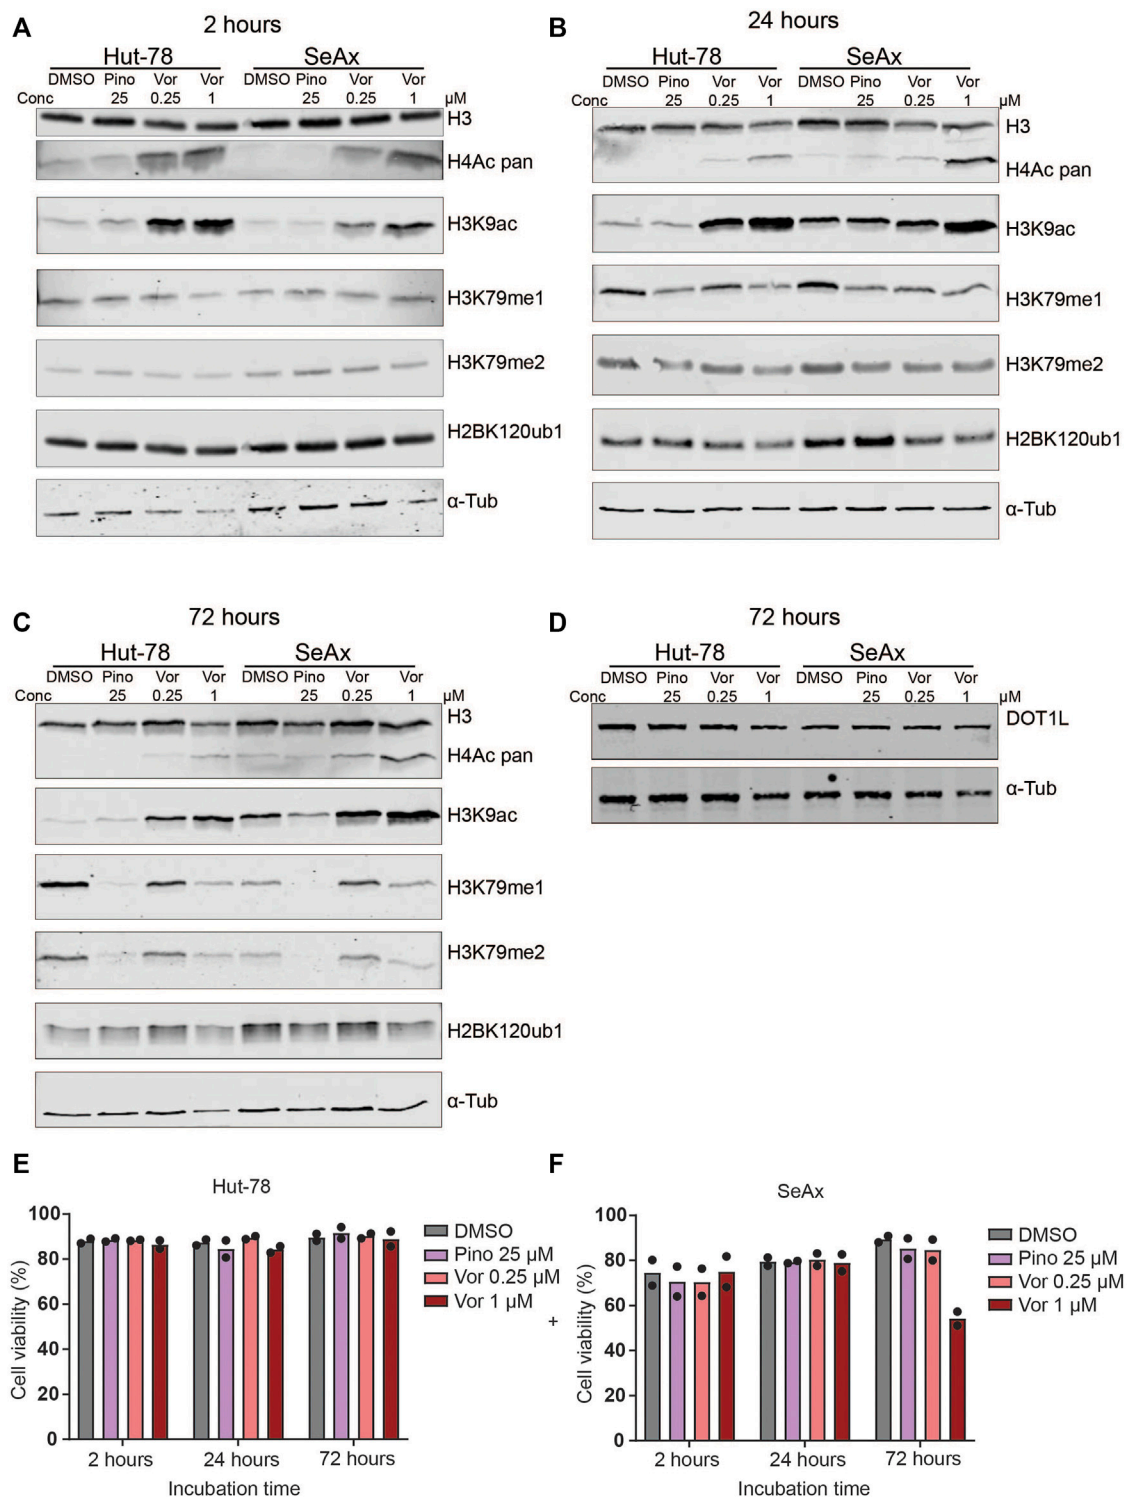 A
2 hours
Hut-78 SeAx
DMSO Pino Vor Vor DMSO Pino Vor Vor
Conc 25 0.25 1 25 0.25 1 µM
H3
H4Ac pan
H3K9ac
H3K79me1
H3K79me2
H2BK120ub1
α-Tub
B
24 hours
Hut-78 SeAx
DMSO Pino Vor Vor DMSO Pino Vor Vor
Conc 25 0.25 1 25 0.25 1 µM
H3
H4Ac pan
H3K9ac
H3K79me1
H3K79me2
H2BK120ub1
α-Tub
C
72 hours
Hut-78 SeAx
DMSO Pino Vor Vor DMSO Pino Vor Vor
Conc 25 0.25 1 25 0.25 1 µM
H3
H4Ac pan
H3K9ac
H3K79me1
H3K79me2
H2BK120ub1
α-Tub
D
72 hours
Hut-78 SeAx
DMSO Pino Vor Vor DMSO Pino Vor Vor
Conc 25 0.25 1 25 0.25 1 µM
DOT1L
α-Tub
E
Hut-78
Cell viability (%)
100
80
60
40
20
0
2 hours 24 hours 72 hours
Incubation time
DMSO
Pino 25 µM
Vor 0.25 µM
Vor 1 µM
+
F
SeAx
Cell viability (%)
100
80
60
40
20
0
2 hours 24 hours 72 hours
Incubation time
DMSO
Pino 25 µM
Vor 0.25 µM
Vor 1 µM